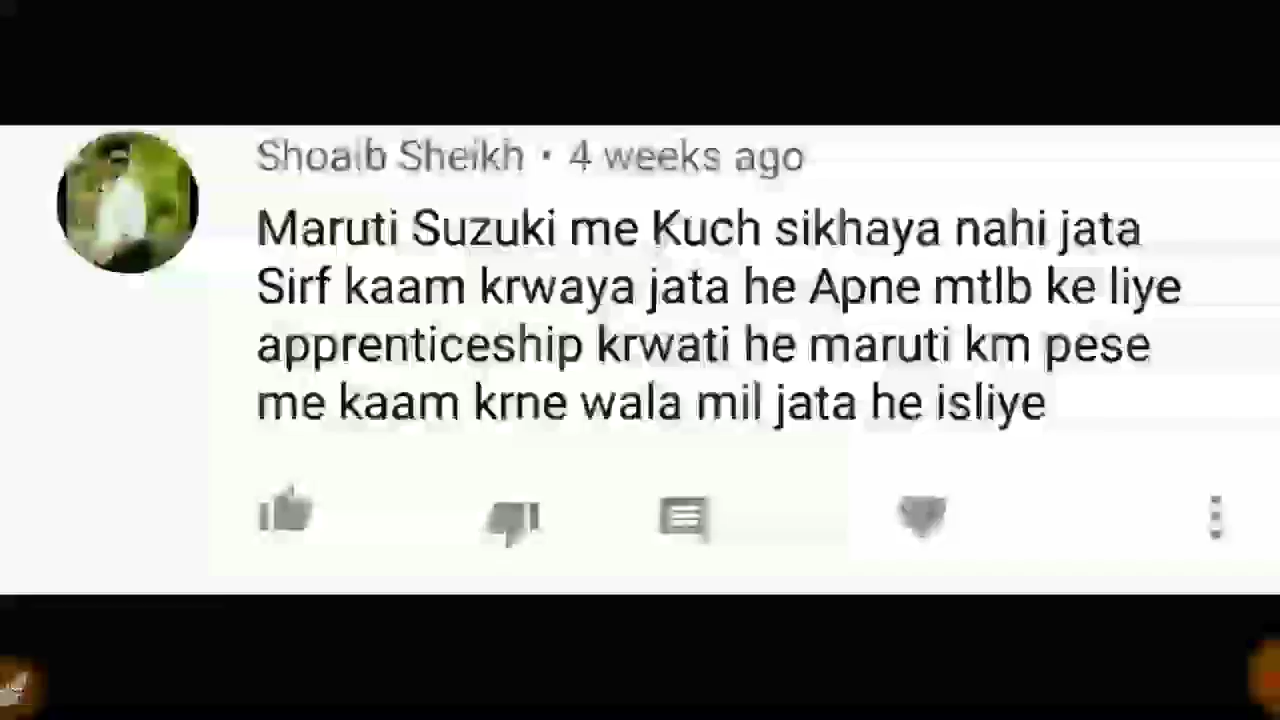 Shoaib Sheikh • 4 weeks ago
Maruti Suzuki me Kuch sikhaya nahi jata
Sirf kaam krwaya jata he Apne mtlb ke liye
apprenticeship krwati he maruti km pese
me kaam krne wala mil jata he isliye